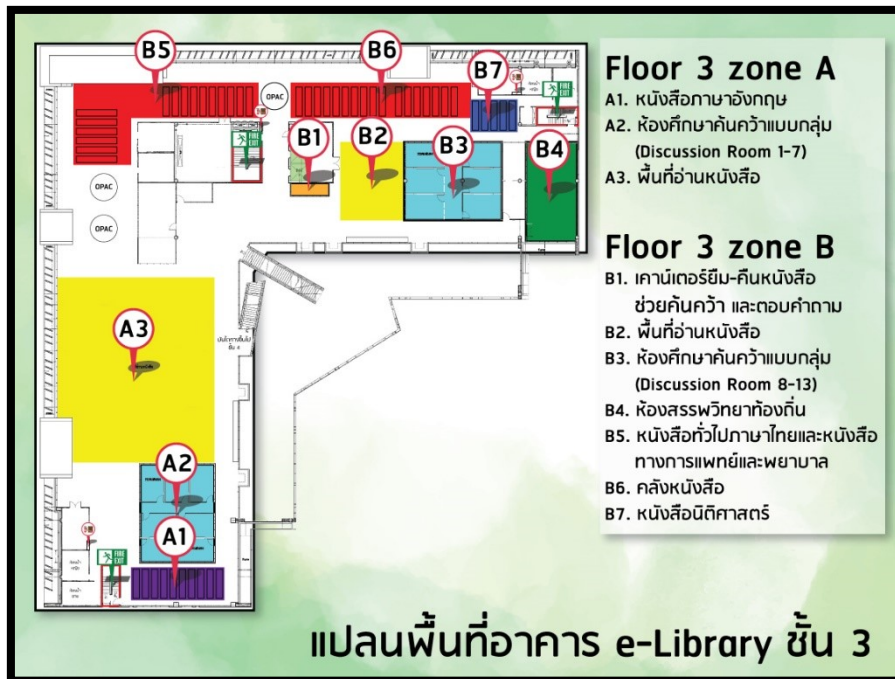 B5
B6
B7
OPAC
FIRE EXIT
FIRE EXIT
B1
B2
B3
B4
OPAC
OPAC
A3
A2
A1
FIRE EXIT
Floor 3 zone A
A1. หนังสือภาษาอังกฤษ
A2. ห้องศึกษาค้นคว้าแบบกลุ่ม
(Discussion Room 1-7)
A3. พื้นที่อ่านหนังสือ
Floor 3 zone B
B1. เคาน์เตอร์ยืม-คืนหนังสือ
ช่วยค้นคว้า และตอบคำถาม
B2. พื้นที่อ่านหนังสือ
B3. ห้องศึกษาค้นคว้าแบบกลุ่ม
(Discussion Room 8-13)
B4. ห้องสรรพวิทยาท้องถิ่น
B5. หนังสือทั่วไปภาษาไทยและหนังสือ
ทางการแพทย์และพยาบาล
B6. คลังหนังสือ
B7. หนังสือนิติศาสตร์
แปลนพื้นที่อาคาร e-Library ชั้น 3